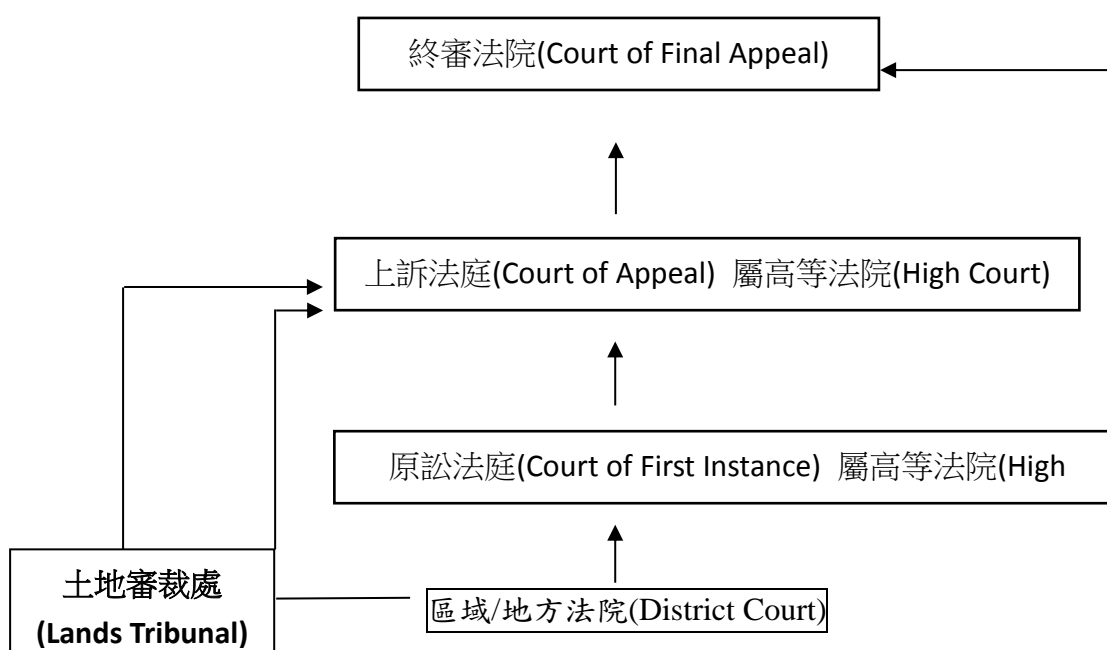 終審法院(Court of Final Appeal)
上訴法庭(Court of Appeal) 屬高等法院(High Court)
原訟法庭(Court of First Instance) 屬高等法院(High
土地審裁處
(Lands Tribunal)
區域/地方法院(District Court)